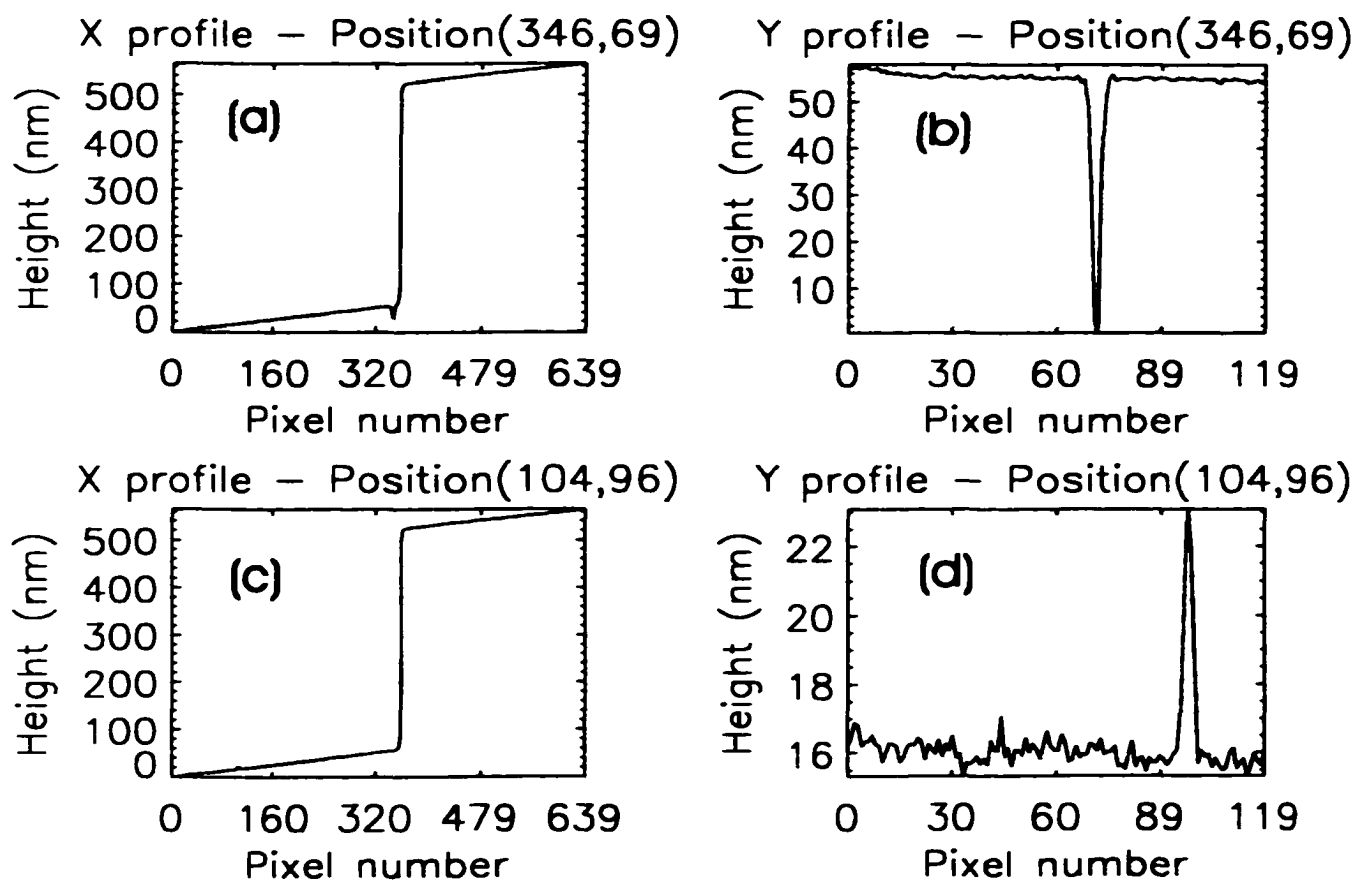 X profile – Position(346,69)
Height (nm)
500
400
300
200
100
0
(a)
0 160 320 479 639
Pixel number
Y profile – Position(346,69)
Height (nm)
50
40
30
20
10
(b)
0 30 60 89 119
Pixel number
X profile – Position(104,96)
Height (nm)
500
400
300
200
100
0
(c)
0 160 320 479 639
Pixel number
Y profile – Position(104,96)
Height (nm)
22
20
18
16
(d)
0 30 60 89 119
Pixel number